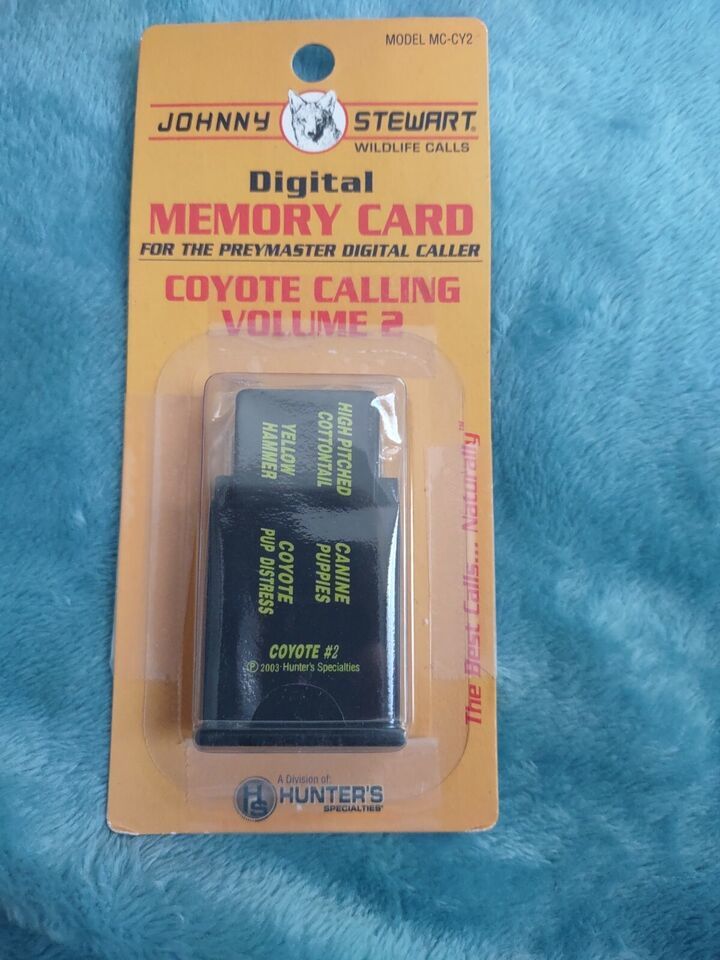 MODEL MC-CY2
JOHNNY STEWART®
WILDLIFE CALLS
Digital
MEMORY CARD
FOR THE PREYMASTER DIGITAL CALLER
COYOTE CALLING
VOLUME 2
HIGH PITCHED
COTTONTAIL
YELLOW
HAMMER
CANINE
PUPPIES
COYOTE
PUP DISTRESS
COYOTE #2
℗ 2003 Hunter's Specialties
The Best Calls... Naturally™
A Division of:
HS HUNTER'S
SPECIALTIES®